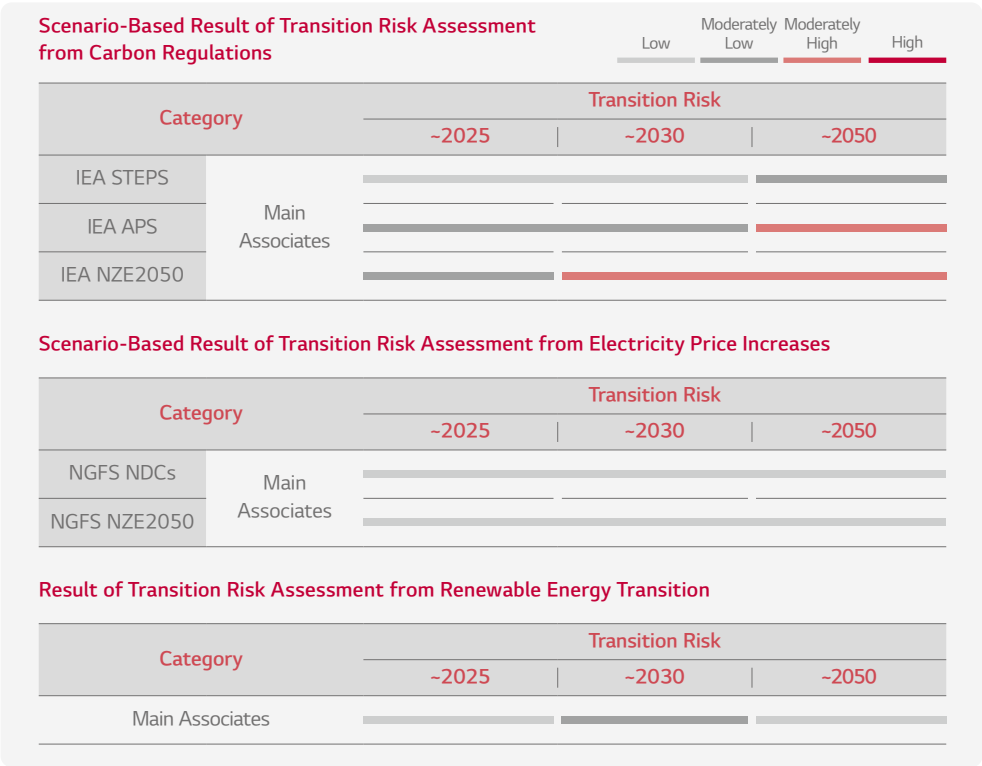 Scenario-Based Result of Transition Risk Assessment
from Carbon Regulations
Low
Moderately
Low
Moderately
High
High
Category
Transition Risk
~2025 | ~2030 | ~2050
IEA STEPS
Main
Associates
IEA APS
IEA NZE2050
Scenario-Based Result of Transition Risk Assessment from Electricity Price Increases
Category
Transition Risk
~2025 | ~2030 | ~2050
NGFS NDCs
Main
Associates
NGFS NZE2050
Result of Transition Risk Assessment from Renewable Energy Transition
Category
Transition Risk
~2025 | ~2030 | ~2050
Main Associates